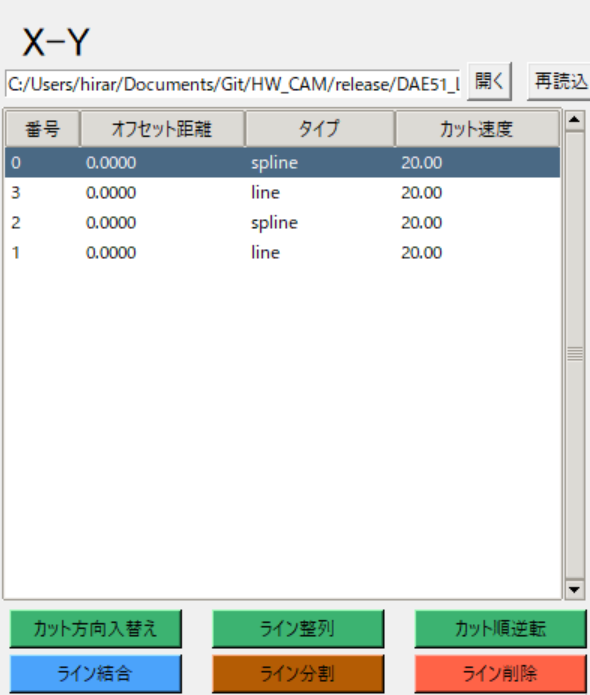 X-Y
C:/Users/hirar/Documents/Git/HW_CAM/release/DAE51_L 開く 再読込
番号 オフセット距離 タイプ カット速度
0 0.0000 spline 20.00
3 0.0000 line 20.00
2 0.0000 spline 20.00
1 0.0000 line 20.00
カット方向入替え ライン整列 カット順逆転
ライン結合 ライン分割 ライン削除